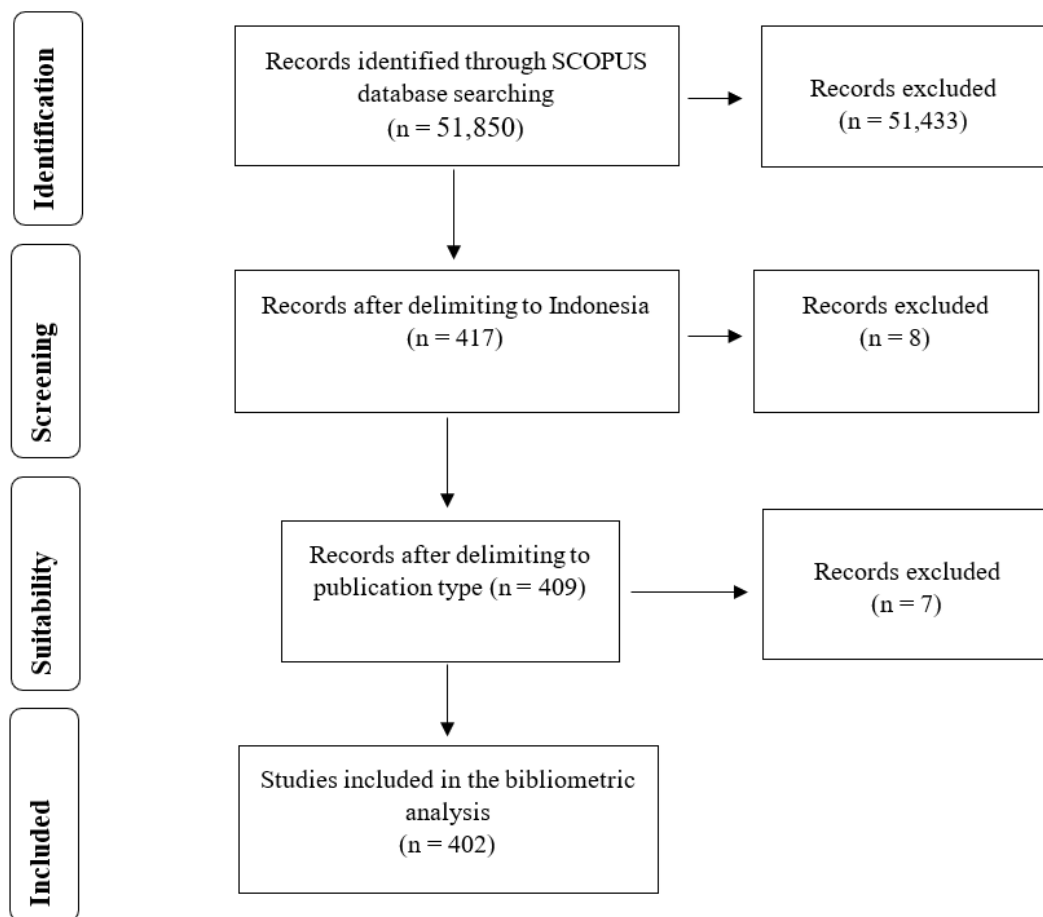 Identification
Records identified through SCOPUS
database searching
(n = 51,850)
Records excluded
(n = 51,433)
Screening
Records after delimiting to Indonesia
(n = 417)
Records excluded
(n = 8)
Suitability
Records after delimiting to
publication type (n = 409)
Records excluded
(n = 7)
Included
Studies included in the bibliometric
analysis
(n = 402)